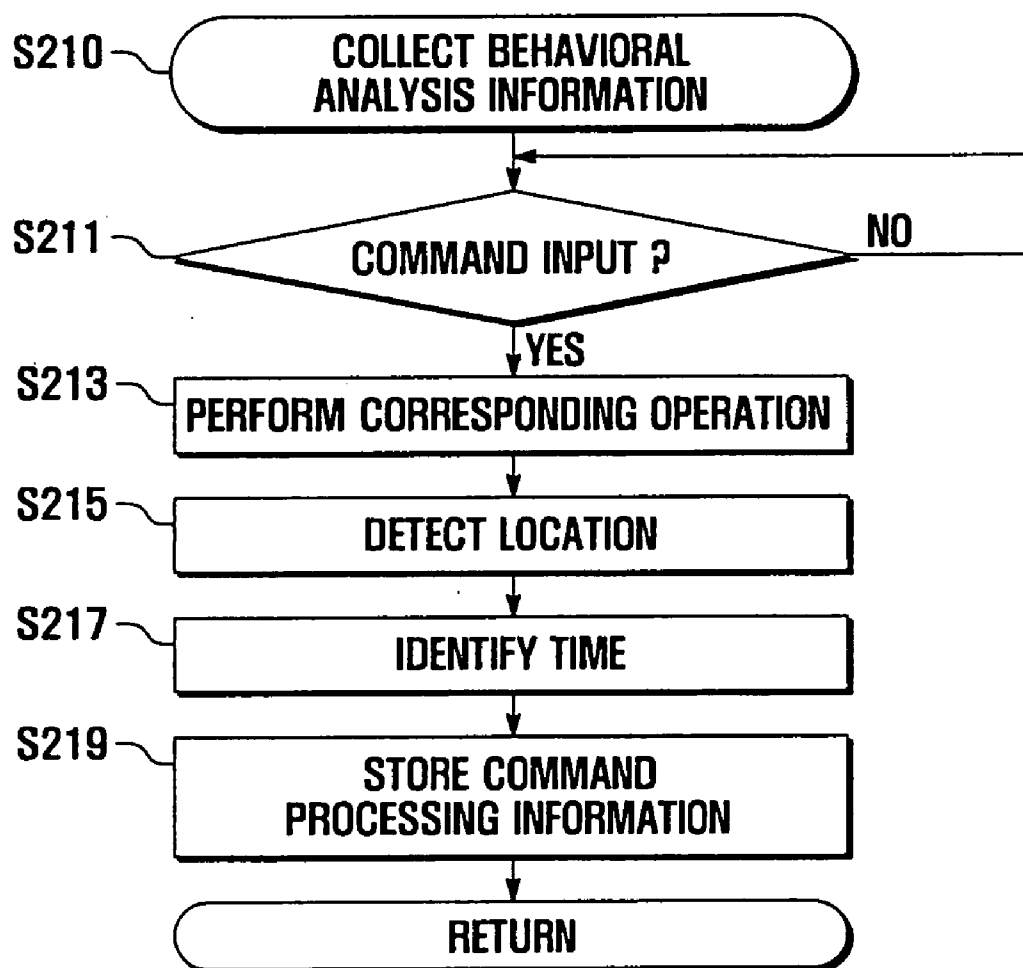 S210
COLLECT BEHAVIORAL
ANALYSIS INFORMATION
S211
COMMAND INPUT ?
NO
YES
S213
PERFORM CORRESPONDING OPERATION
S215
DETECT LOCATION
S217
IDENTIFY TIME
S219
STORE COMMAND
PROCESSING INFORMATION
RETURN